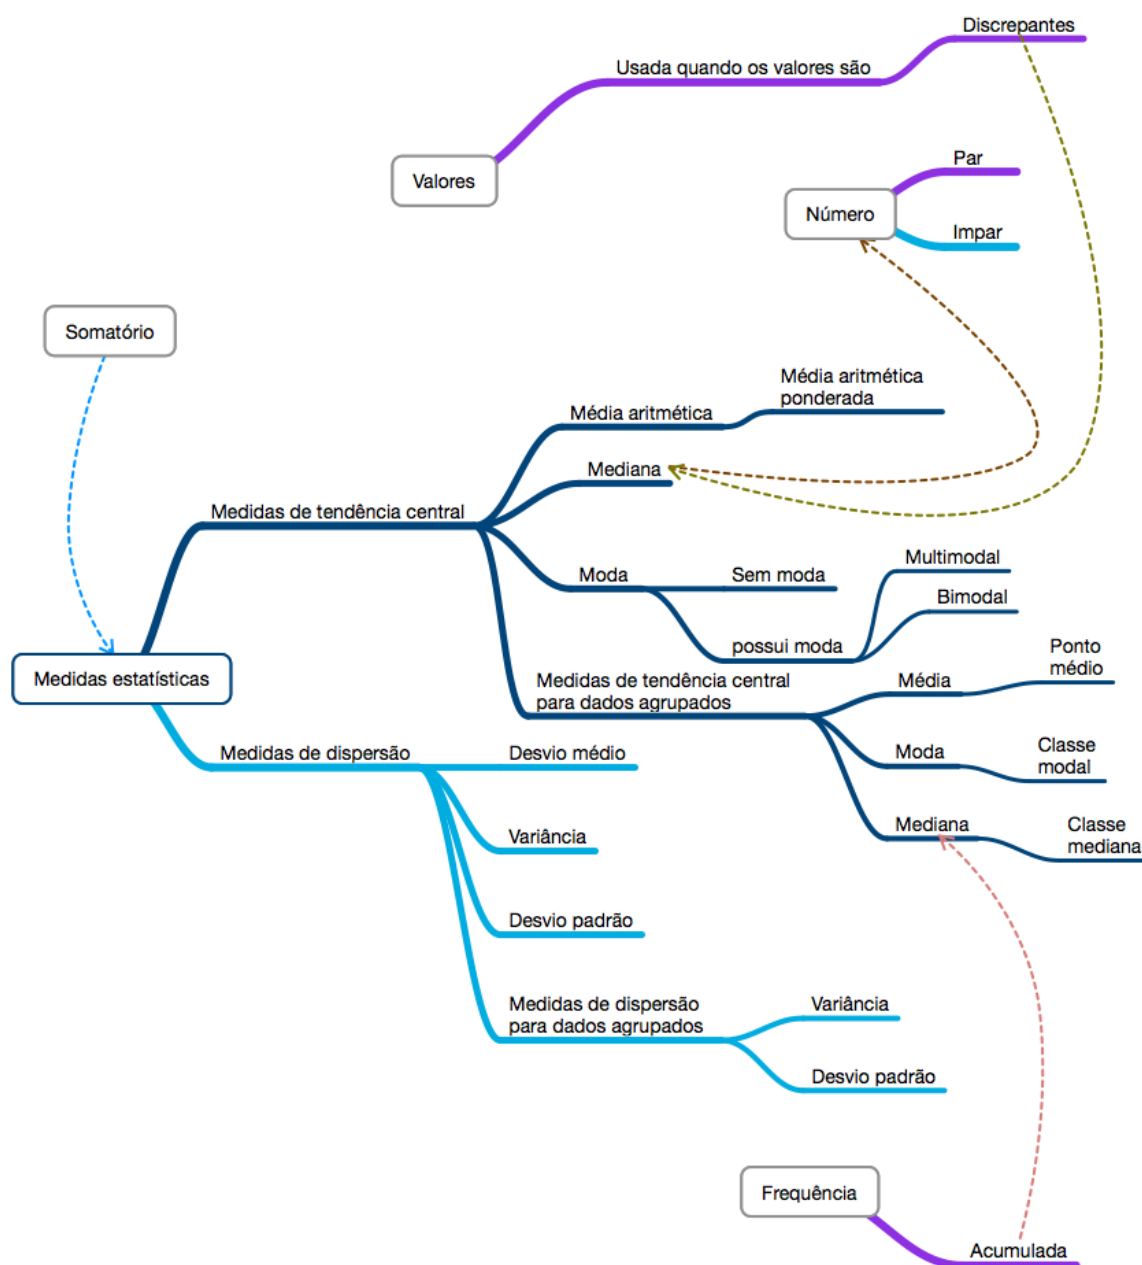 Discrepantes
Usada quando os valores são
Valores
Par
Número
Impar
Somatório
Média aritmética
ponderada
Média aritmética
Mediana
Medidas de tendência central
Multimodal
Moda
Sem moda
Bimodal
possui moda
Ponto
médio
Medidas de tendência central
para dados agrupados
Média
Medidas estatísticas
Medidas de dispersão
Desvio médio
Moda
Classe
modal
Mediana
Classe
mediana
Variância
Desvio padrão
Medidas de dispersão
para dados agrupados
Variância
Desvio padrão
Frequência
Acumulada